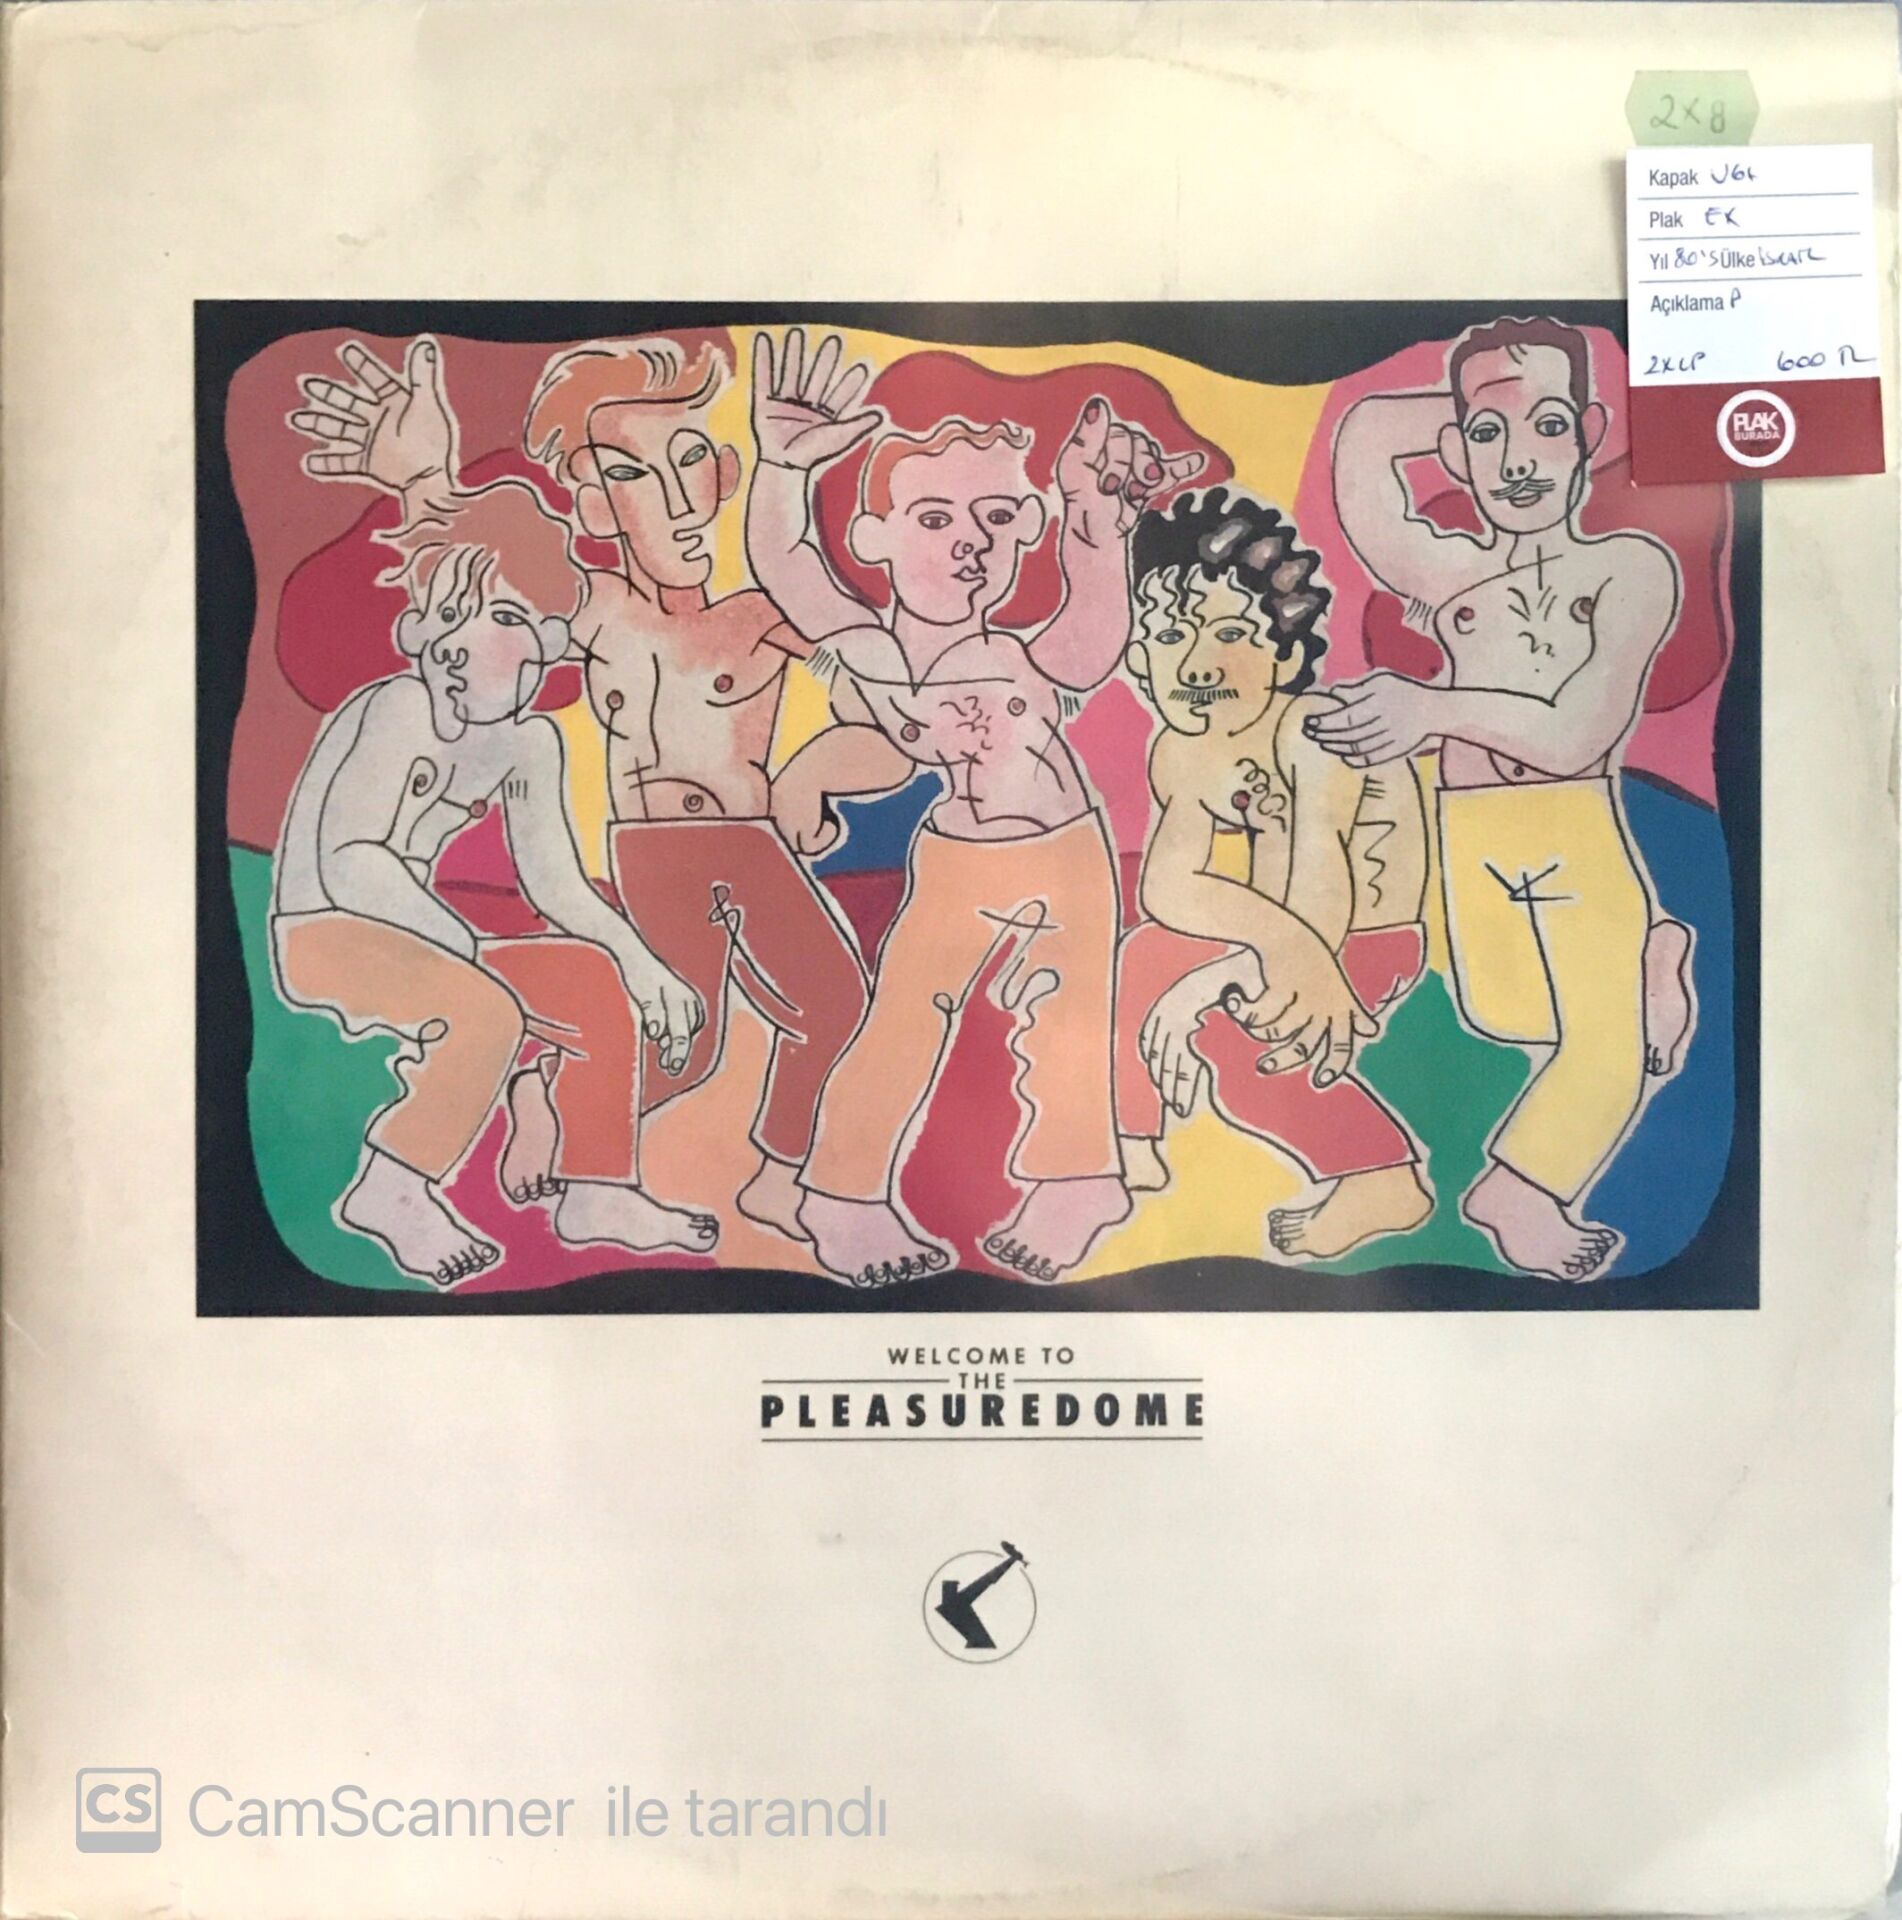 2x8
Kapak VG+
Plak EX
Yıl 80's Ülke İSRAİL
Açıklama P
2XLP 600 TL
PLAK
BURADA
WELCOME TO
THE
PLEASUREDOME
CS CamScanner ile tarandı